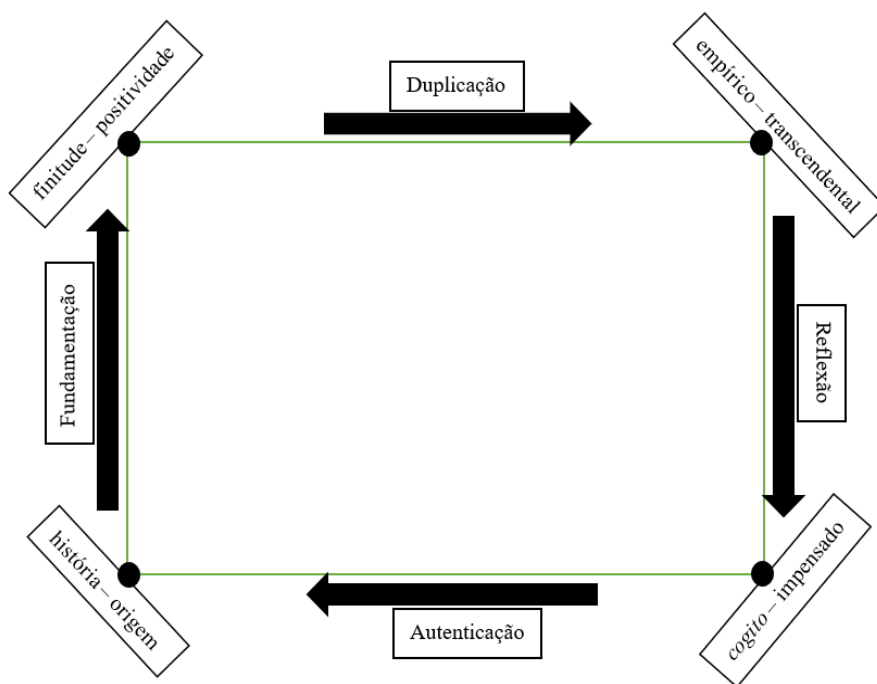 finitude – positividade
Duplicação
empírico – transcendental
Fundamentação
Reflexão
história – origem
Autenticação
cogito – impensado